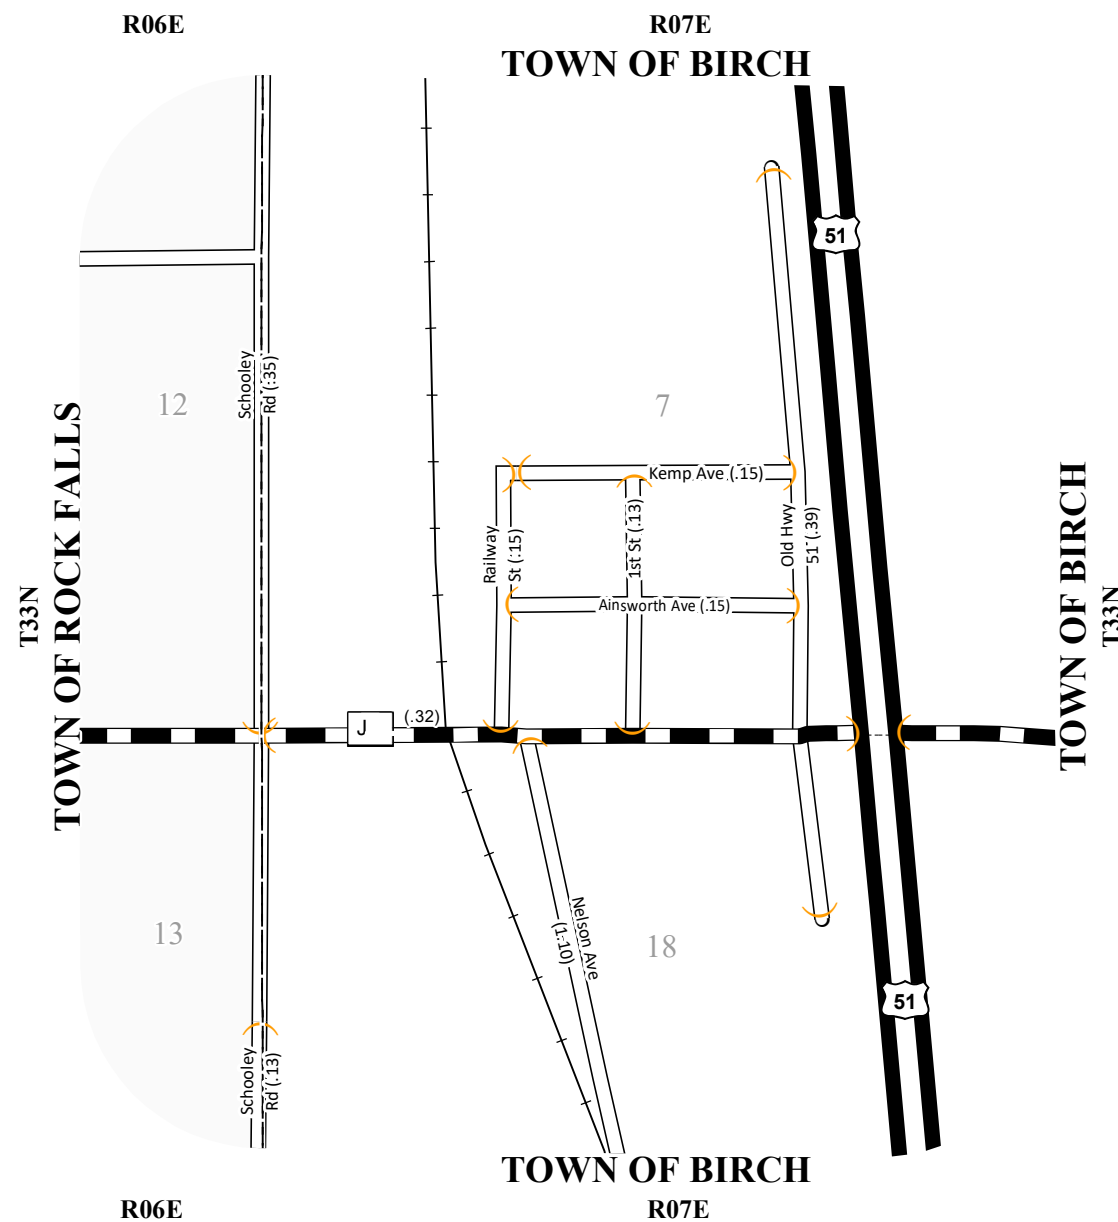 R06E
R07E
TOWN OF BIRCH
51
Schooley
Rd (.35)
12
7
TOWN OF ROCK FALLS
T33N
Kemp Ave (.15)
Railway
St (.15)
1st St (.13)
Old Hwy
51 (.39)
Ainsworth Ave (.15)
TOWN OF BIRCH
T33N
J
(.32)
13
18
Nelson Ave
(1.10)
51
Schooley
Rd (.13)
TOWN OF BIRCH
R06E
R07E